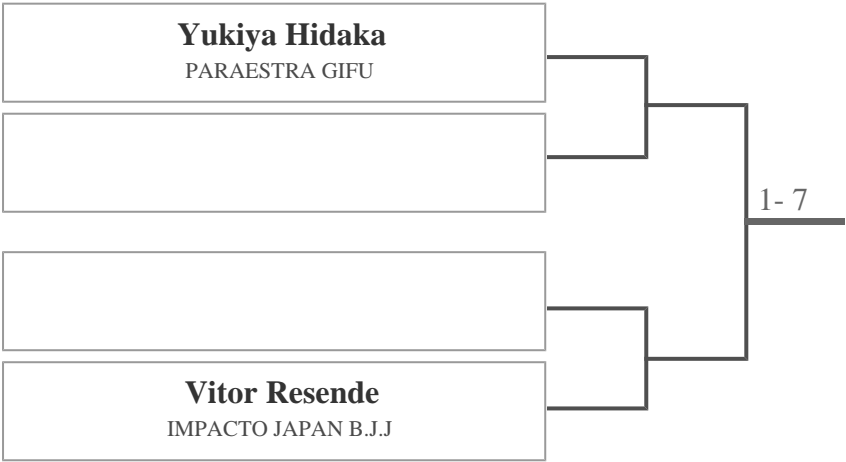 Yukiya Hidaka
PARAESTRA GIFU
1- 7
Vitor Resende
IMPACTO JAPAN B.J.J